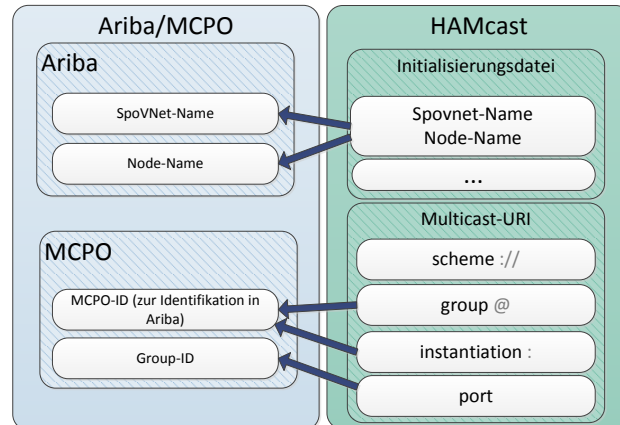 Ariba/MCPO
Ariba
SpoVNet-Name
Node-Name
MCPO
MCPO-ID (zur Identifikation in
Ariba)
Group-ID
HAMcast
Initialisierungsdatei
Spovnet-Name
Node-Name
...
Multicast-URI
scheme ://
group @
instantiation :
port